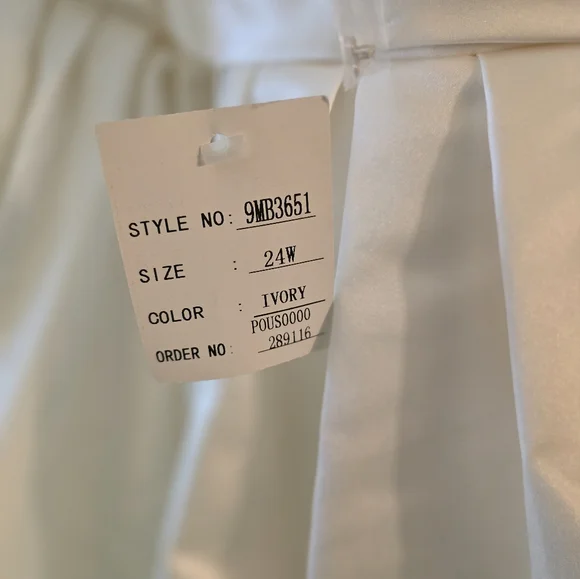 STYLE NO: 9MB3651
SIZE : 24W
COLOR : IVORY
POUS0000
ORDER NO: 289116